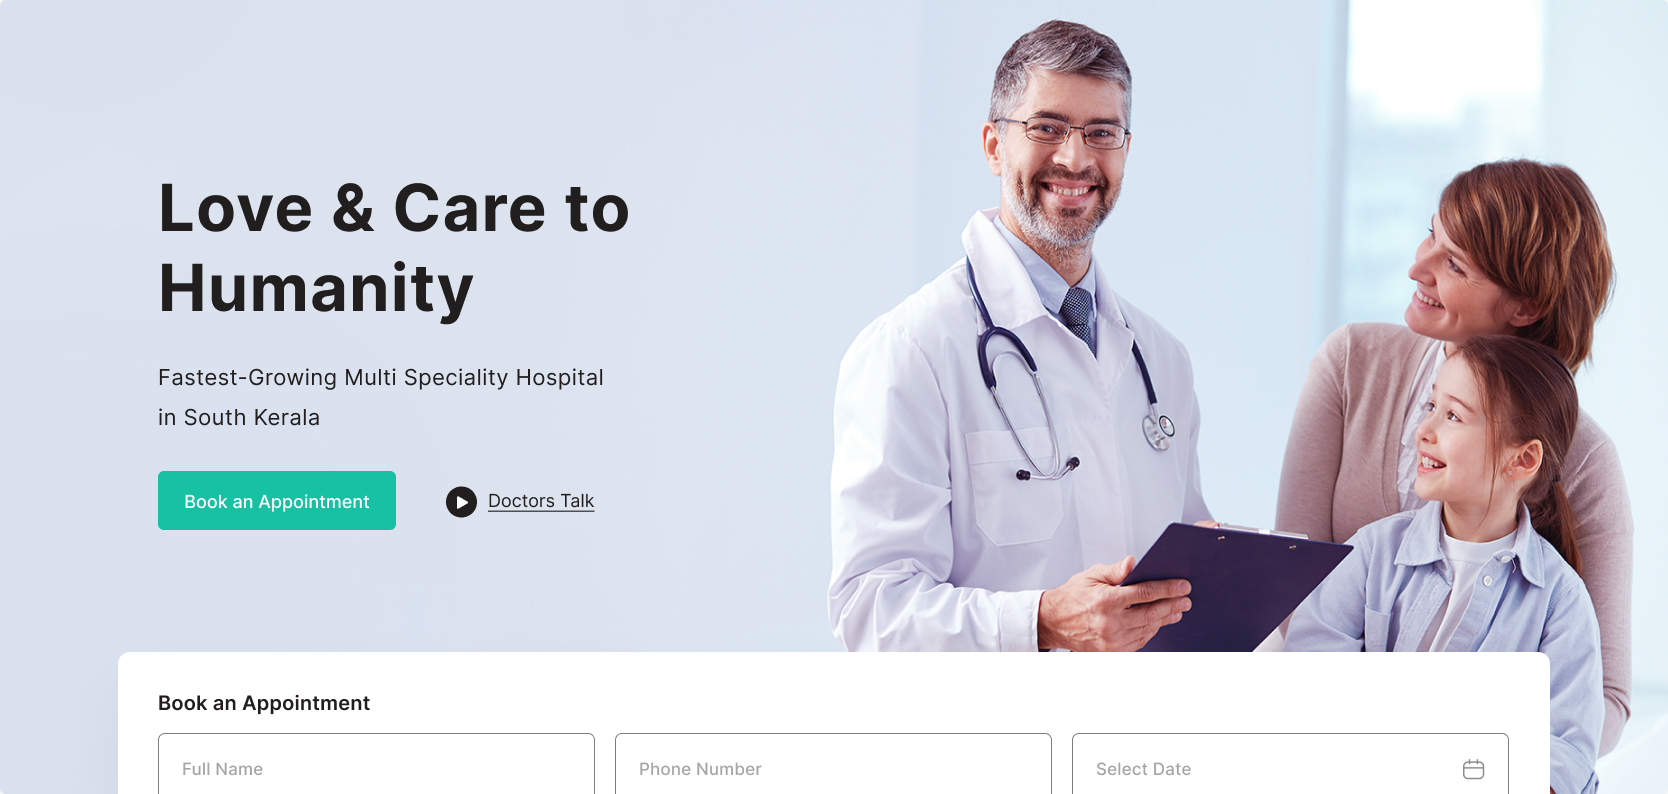 Love & Care to
Humanity
Fastest-Growing Multi Speciality Hospital
in South Kerala
Book an Appointment
Doctors Talk
Book an Appointment
Full Name
Phone Number
Select Date